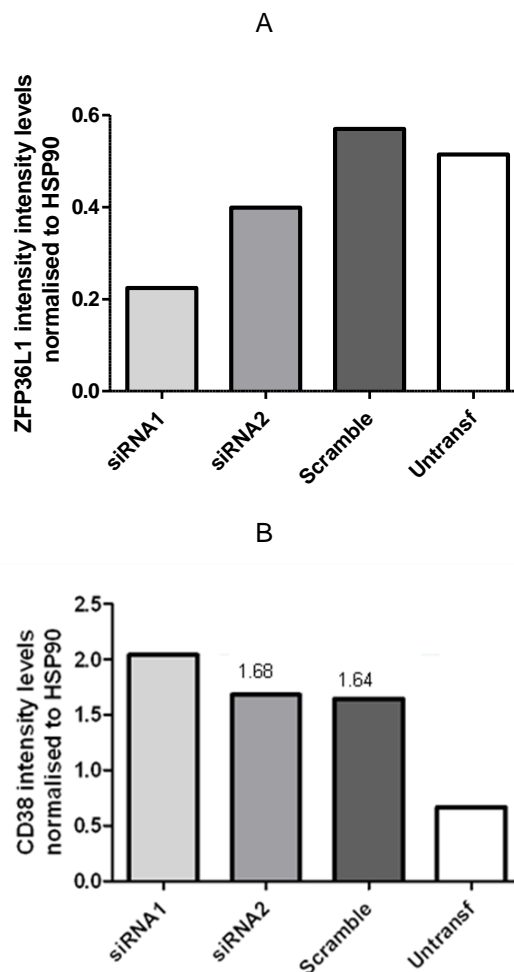 A
ZFP36L1 intensity intensity levels
normalised to HSP90
0.6
0.4
0.2
0.0
siRNA1
siRNA2
Scramble
Untransf
B
CD38 intensity levels
normalised to HSP90
2.5
2.0
1.5
1.0
0.5
0.0
1.68
1.64
siRNA1
siRNA2
Scramble
Untransf